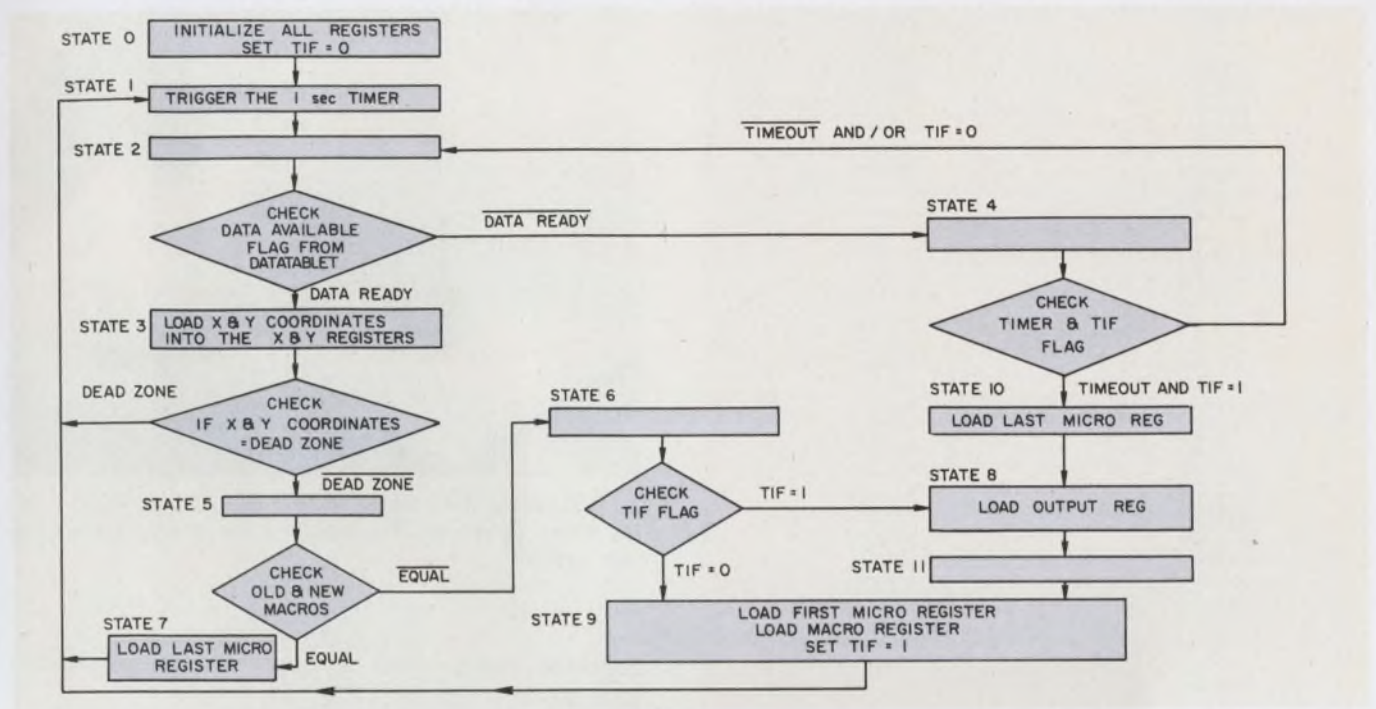 STATE 0
INITIALIZE ALL REGISTERS
SET TIF = 0
STATE 1
TRIGGER THE 1 sec TIMER
STATE 2
TIMEOUT AND / OR TIF = 0
CHECK
DATA AVAILABLE
FLAG FROM
DATATABLET
DATA READY
STATE 4
DATA READY
CHECK
TIMER & TIF
FLAG
STATE 3
LOAD X & Y COORDINATES
INTO THE X & Y REGISTERS
DEAD ZONE
CHECK
IF X & Y COORDINATES
= DEAD ZONE
STATE 6
STATE 10
TIMEOUT AND TIF = 1
LOAD LAST MICRO REG
DEAD ZONE
STATE 5
CHECK
TIF FLAG
TIF = 1
STATE 8
LOAD OUTPUT REG
CHECK
OLD & NEW
MACROS
EQUAL
TIF = 0
STATE 11
STATE 7
LOAD LAST MICRO
REGISTER
EQUAL
STATE 9
LOAD FIRST MICRO REGISTER
LOAD MACRO REGISTER
SET TIF = 1